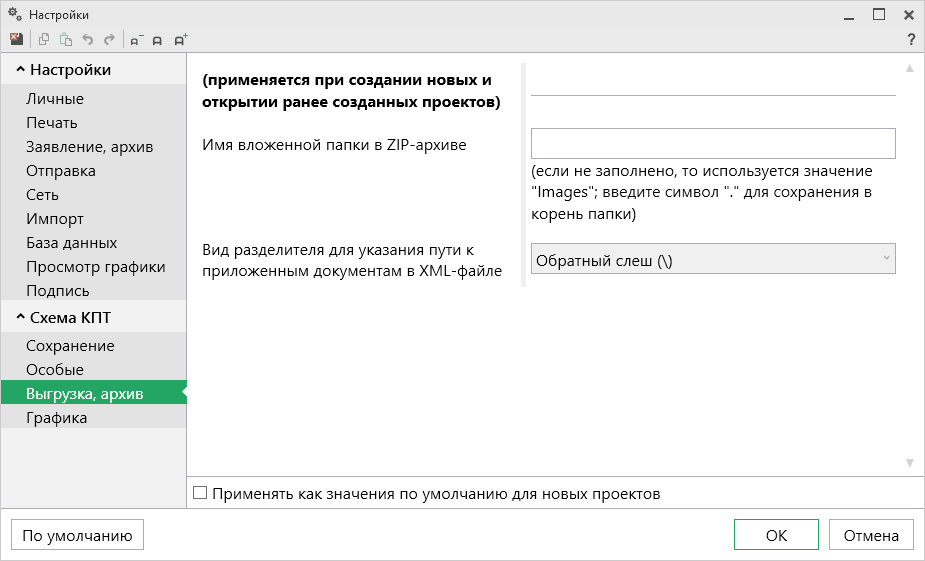 Настройки
?
Настройки
Личные
Печать
Заявление, архив
Отправка
Сеть
Импорт
База данных
Просмотр графики
Подпись
Схема КПТ
Сохранение
Особые
Выгрузка, архив
Графика
(применяется при создании новых и
открытии ранее созданных проектов)
Имя вложенной папки в ZIP-архиве
(если не заполнено, то используется значение
"Images"; введите символ "." для сохранения в
корень папки)
Вид разделителя для указания пути к
приложенным документам в XML-файле
Обратный слеш (\)
Применять как значения по умолчанию для новых проектов
По умолчанию
ОК
Отмена